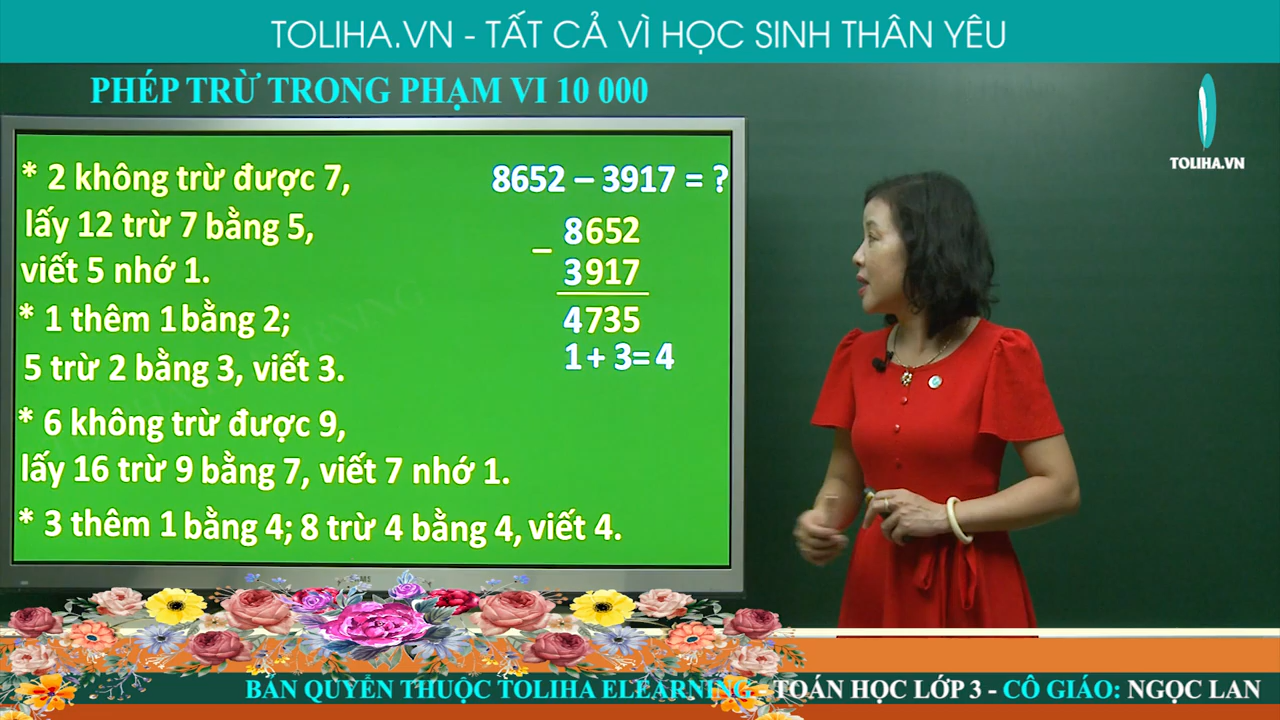 TOLIHA.VN - TẤT CẢ VÌ HỌC SINH THÂN YÊU
PHÉP TRỪ TRONG PHẠM VI 10 000
TOLIHA.VN
* 2 không trừ được 7,
lấy 12 trừ 7 bằng 5,
viết 5 nhớ 1.
* 1 thêm 1 bằng 2;
5 trừ 2 bằng 3, viết 3.
* 6 không trừ được 9,
lấy 16 trừ 9 bằng 7, viết 7 nhớ 1.
* 3 thêm 1 bằng 4; 8 trừ 4 bằng 4, viết 4.
8652 – 3917 = ?
8652
–
3917
4735
1 + 3 = 4
BẢN QUYỀN THUỘC TOLIHA ELEARNING - TOÁN HỌC LỚP 3 - CÔ GIÁO: NGỌC LAN